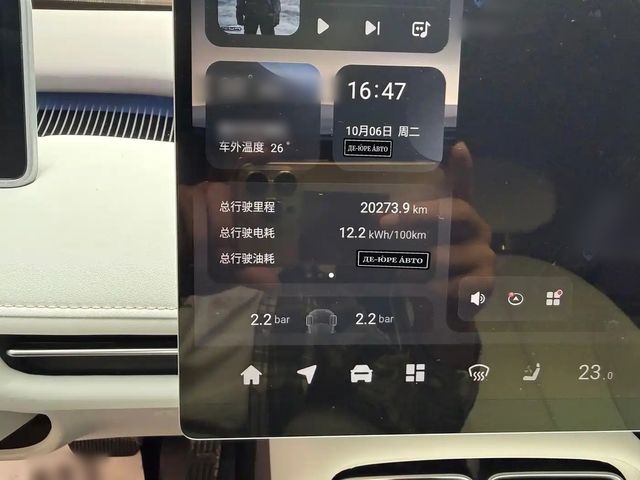 16:47
10月06日 周二
ДЕ-ЮРЕ АВТО
车外温度 26°
总行驶里程 20273.9 km
总行驶电耗 12.2 kWh/100km
总行驶油耗 ДЕ-ЮРЕ АВТО
2.2 bar 2.2 bar
23.0